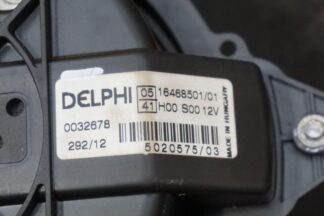 DELPHI 05 16468501/01
41 H00 S00 12V
0032678
292/12
5020575/03
MADE IN HUNGARY